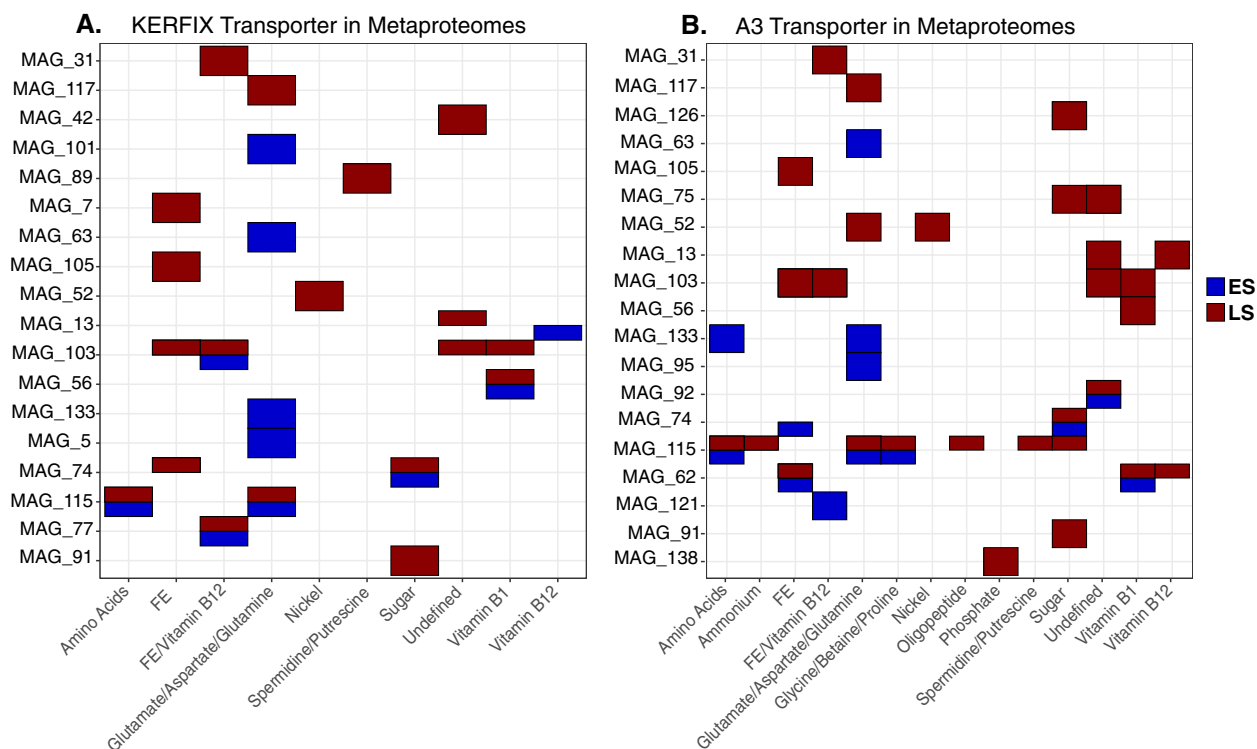 A. KERFIX Transporter in Metaproteomes
MAG_31
MAG_117
MAG_42
MAG_101
MAG_89
MAG_7
MAG_63
MAG_105
MAG_52
MAG_13
MAG_103
MAG_56
MAG_133
MAG_5
MAG_74
MAG_115
MAG_77
MAG_91
Amino Acids
FE
FE/Vitamin B12
Glutamate/Aspartate/Glutamine
Nickel
Spermidine/Putrescine
Sugar
Undefined
Vitamin B1
Vitamin B12
B. A3 Transporter in Metaproteomes
MAG_31
MAG_117
MAG_126
MAG_63
MAG_105
MAG_75
MAG_52
MAG_13
MAG_103
MAG_56
MAG_133
MAG_95
MAG_92
MAG_74
MAG_115
MAG_62
MAG_121
MAG_91
MAG_138
Amino Acids
Ammonium
FE
FE/Vitamin B12
Glutamate/Aspartate/Glutamine
Glycine/Betaine/Proline
Nickel
Oligopeptide
Phosphate
Spermidine/Putrescine
Sugar
Undefined
Vitamin B1
Vitamin B12
ES
LS